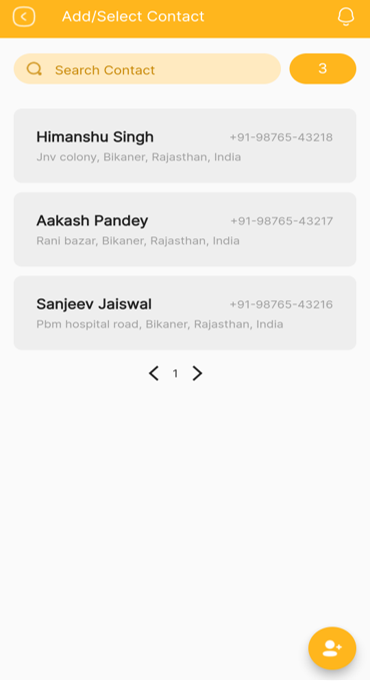 Add/Select Contact
Search Contact
3
Himanshu Singh
+91-98765-43218
Jnv colony, Bikaner, Rajasthan, India
Aakash Pandey
+91-98765-43217
Rani bazar, Bikaner, Rajasthan, India
Sanjeev Jaiswal
+91-98765-43216
Pbm hospital road, Bikaner, Rajasthan, India
1